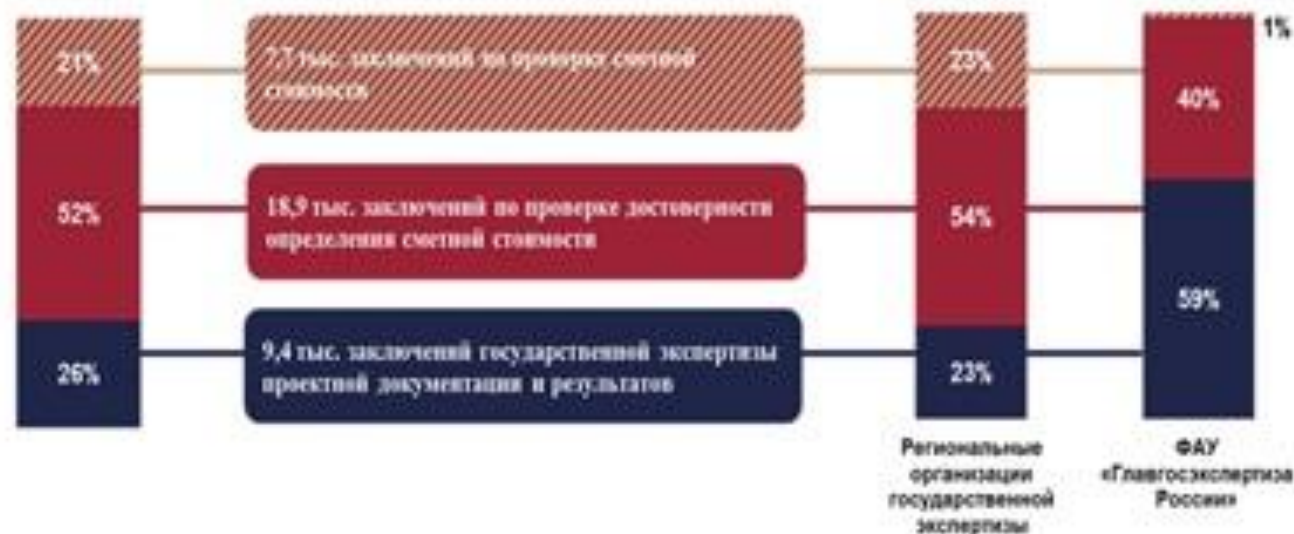 21%
7,7 тыс. заключений по проверке сметной
стоимости
23%
1%
40%
52%
18,9 тыс. заключений по проверке достоверности
определения сметной стоимости
54%
59%
26%
9,4 тыс. заключений государственной экспертизы
проектной документации и результатов
23%
Региональные
организации
государственной
экспертизы
ФАУ
«Главгосэкспертиза
России»